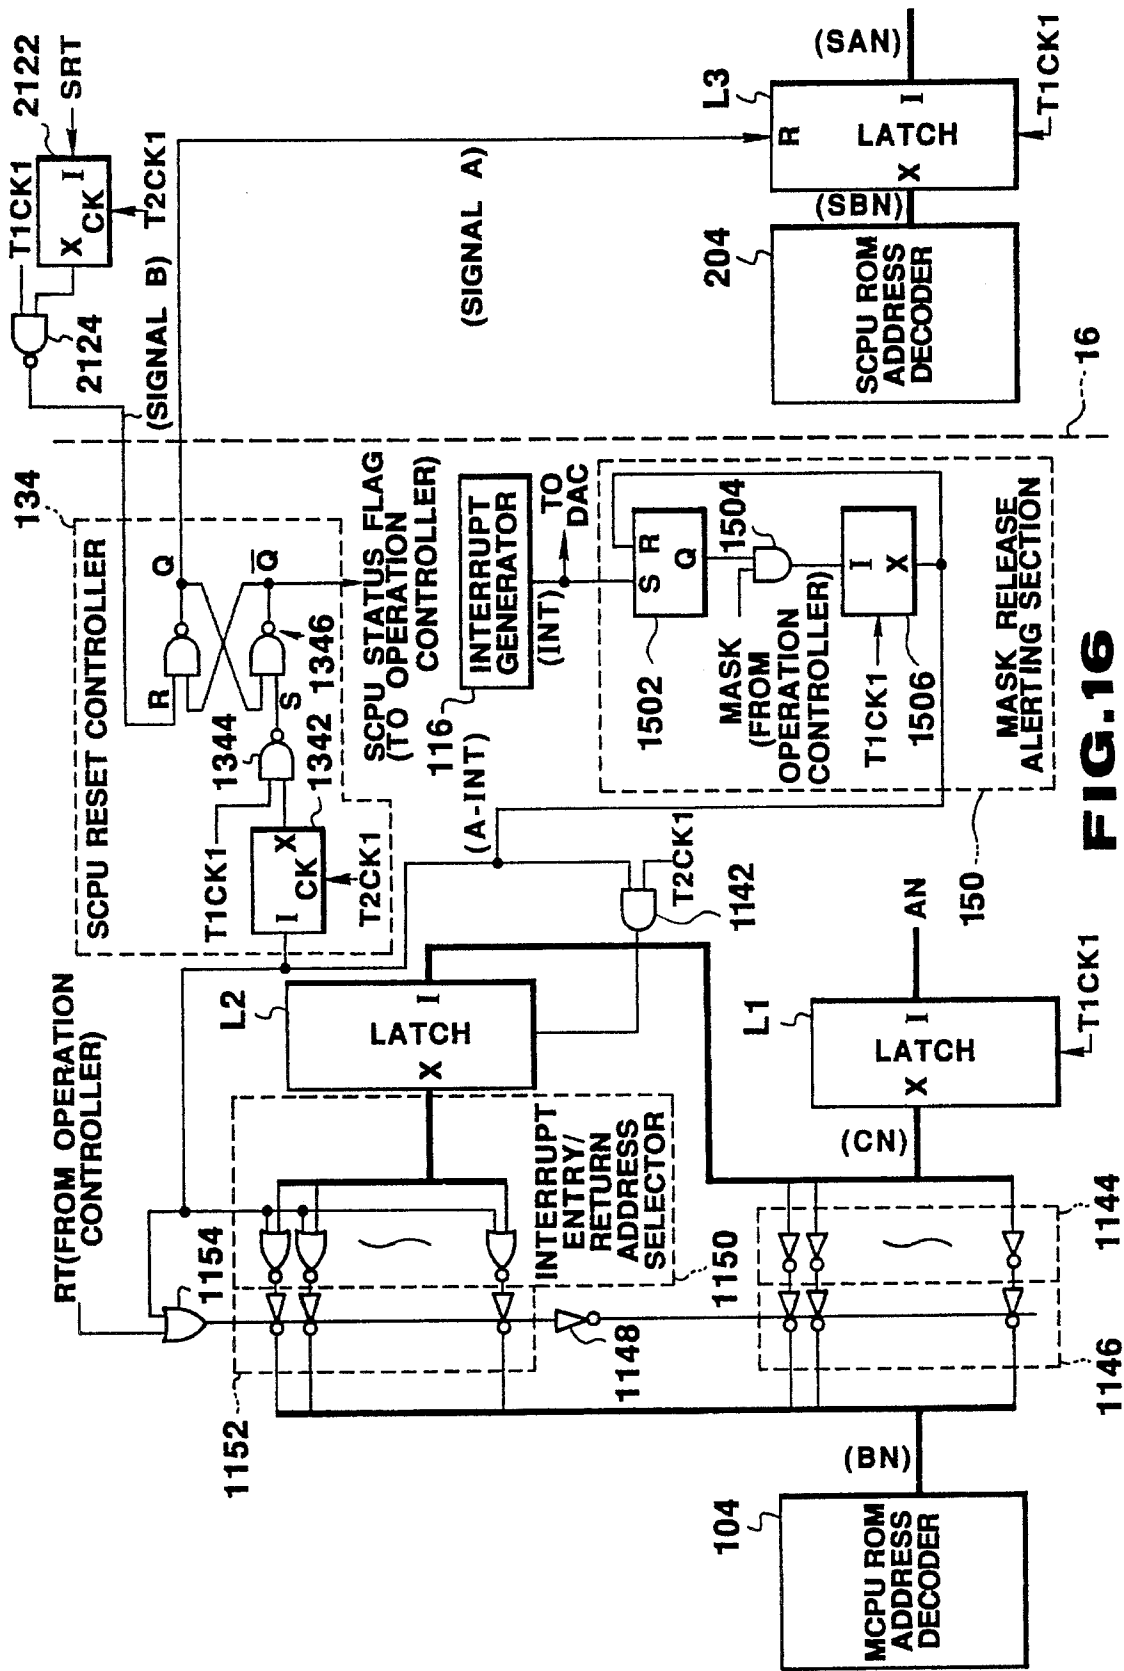 2122
T1CK1
SRT
X
I
CK
T2CK1
2124
(SIGNAL B)
(SIGNAL A)
L3
(SAN)
R
I
LATCH
X
T1CK1
(SBN)
204
SCPU ROM
ADDRESS
DECODER
16
134
SCPU RESET CONTROLLER
R
Q
Q
S
1346
1344
1342
T1CK1
X
CK
I
T2CK1
SCPU STATUS FLAG
(TO OPERATION
CONTROLLER)
116
INTERRUPT
GENERATOR
(INT)
TO
DAC
(A-INT)
R
S
Q
1502
1504
MASK
(FROM
OPERATION
CONTROLLER)
I
X
T1CK1
1506
MASK RELEASE
ALERTING SECTION
150
T2CK1
1142
RT(FROM OPERATION
CONTROLLER)
L2
I
LATCH
X
AN
L1
I
LATCH
X
T1CK1
(CN)
1154
INTERRUPT
ENTRY/
RETURN
ADDRESS
SELECTOR
1150
1144
1148
1146
1152
(BN)
104
MCPU ROM
ADDRESS
DECODER
FIG.16